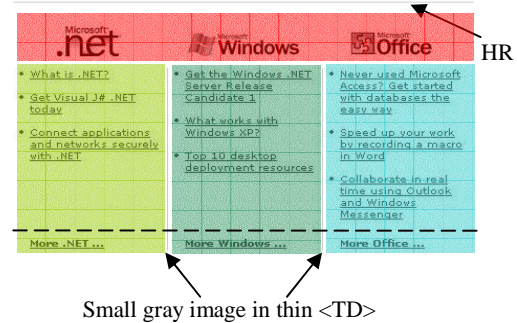 Microsoft
.net
Microsoft
Windows
Microsoft
Office
HR
• What is .NET?
• Get Visual J# .NET
today
• Connect applications
and networks securely
with .NET
More .NET ...
• Get the Windows .NET
Server Release
Candidate 1
• What works with
Windows XP?
• Top 10 desktop
deployment resources
More Windows ...
• Never used Microsoft
Access? Get started
with databases the
easy way
• Speed up your work
by recording a macro
in Word
• Collaborate in real
time using Outlook
and Windows
Messenger
More Office ...
Small gray image in thin <TD>